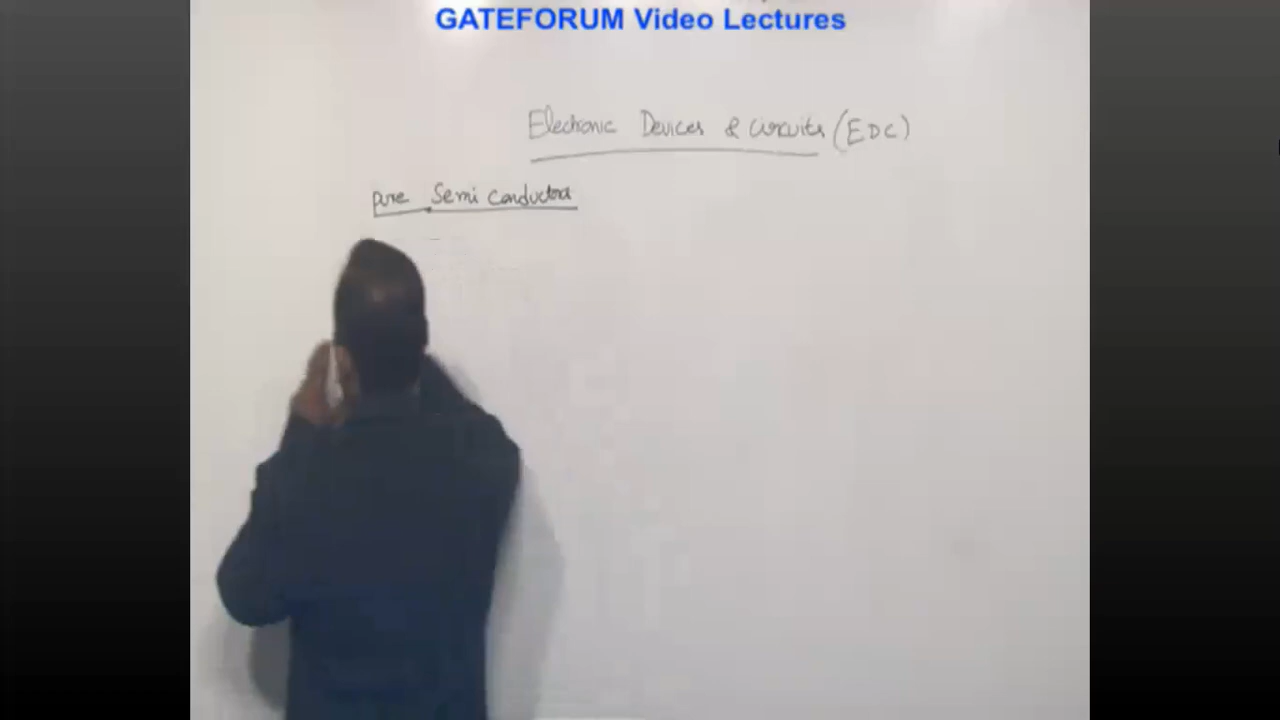 GATEFORUM Video Lectures
Electronic Devices & Circuits (EDC)
pure Semi conductor